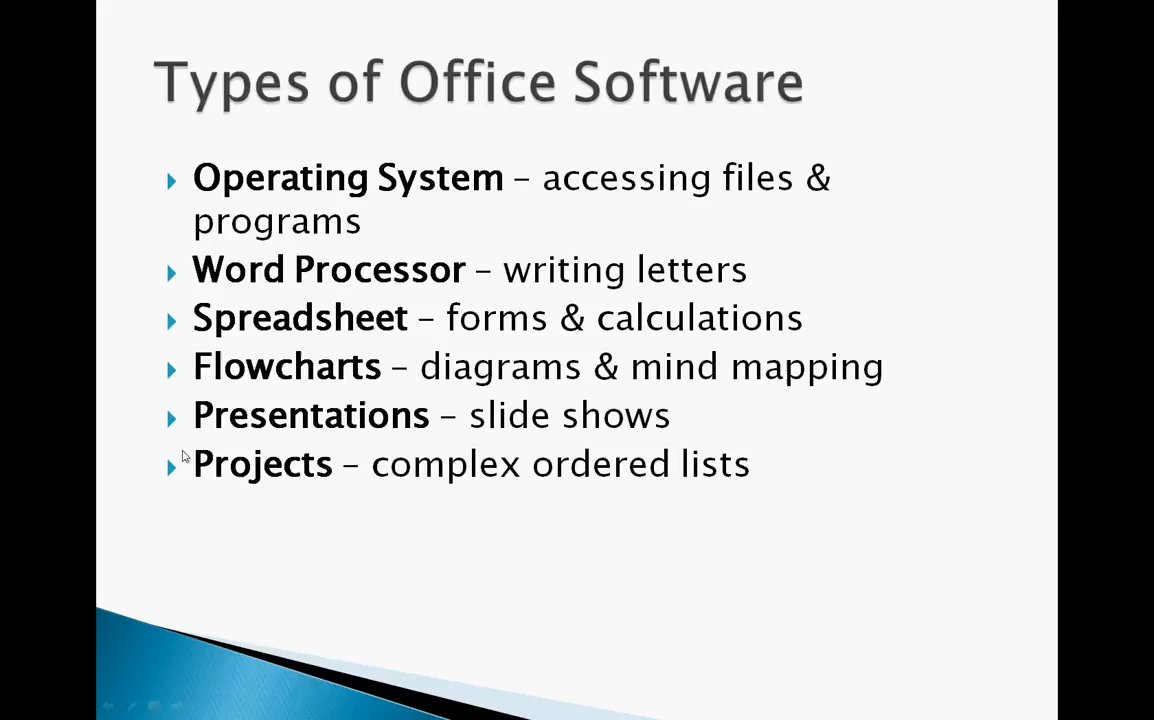 Types of Office Software
Operating System – accessing files &
programs
Word Processor – writing letters
Spreadsheet – forms & calculations
Flowcharts – diagrams & mind mapping
Presentations – slide shows
Projects – complex ordered lists